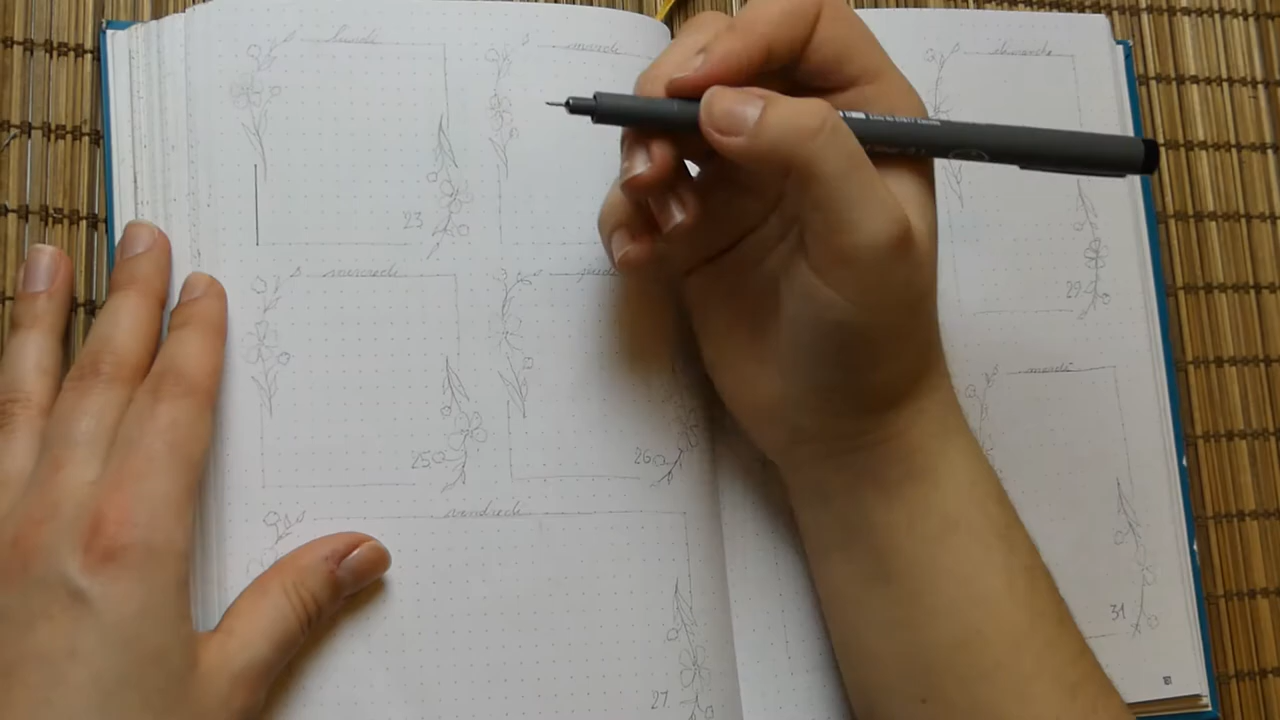 lundi
mardi
23
mercredi
jeudi
25
26
vendredi
27
dimanche
29
mardi
31